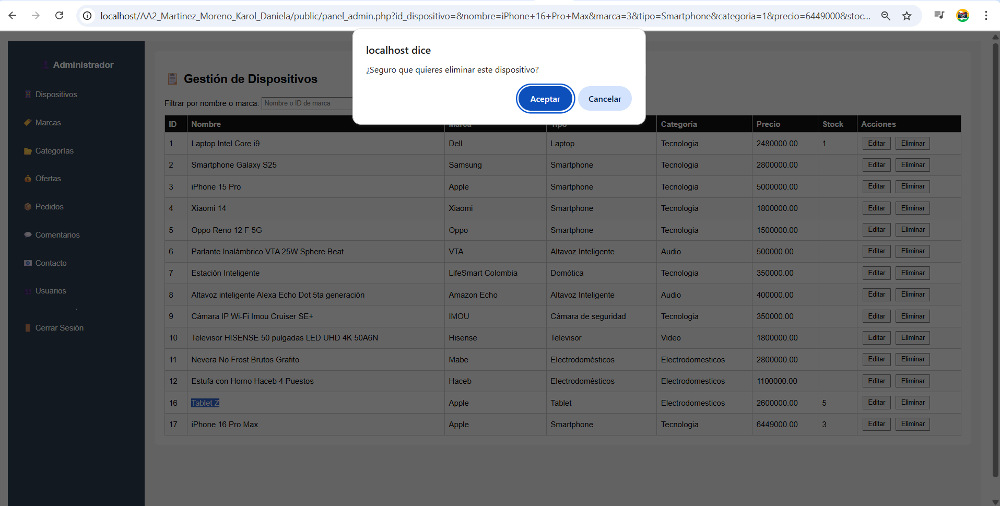 localhost/AA2_Martinez_Moreno_Karol_Daniela/public/panel_admin.php?id_dispositivo=&nombre=iPhone+16+Pro+Max&marca=3&tipo=Smartphone&categoria=1&precio=6449000&stoc...
localhost dice
¿Seguro que quieres eliminar este dispositivo?
Aceptar Cancelar
Administrador
Dispositivos
Marcas
Categorías
Ofertas
Pedidos
Comentarios
Contacto
Usuarios
Cerrar Sesión
Gestión de Dispositivos
Filtrar por nombre o marca: Nombre o ID de marca
ID Nombre Marca Tipo Categoría Precio Stock Acciones
1 Laptop Intel Core i9 Dell Laptop Tecnologia 2480000.00 1 Editar Eliminar
2 Smartphone Galaxy S25 Samsung Smartphone Tecnologia 2800000.00 Editar Eliminar
3 iPhone 15 Pro Apple Smartphone Tecnologia 5000000.00 Editar Eliminar
4 Xiaomi 14 Xiaomi Smartphone Tecnologia 1800000.00 Editar Eliminar
5 Oppo Reno 12 F 5G Oppo Smartphone Tecnologia 1500000.00 Editar Eliminar
6 Parlante Inalámbrico VTA 25W Sphere Beat VTA Altavoz Inteligente Audio 500000.00 Editar Eliminar
7 Estación Inteligente LifeSmart Colombia Domótica Tecnologia 350000.00 Editar Eliminar
8 Altavoz inteligente Alexa Echo Dot 5ta generación Amazon Echo Altavoz Inteligente Audio 400000.00 Editar Eliminar
9 Cámara IP Wi-Fi Imou Cruiser SE+ IMOU Cámara de seguridad Tecnologia 350000.00 Editar Eliminar
10 Televisor HISENSE 50 pulgadas LED UHD 4K 50A6N Hisense Televisor Video 1800000.00 Editar Eliminar
11 Nevera No Frost Brutos Grafito Mabe Electrodomésticos Electrodomesticos 2800000.00 Editar Eliminar
12 Estufa con Horno Haceb 4 Puestos Haceb Electrodomésticos Electrodomesticos 1100000.00 Editar Eliminar
16 Tablet Z Apple Tablet Electrodomesticos 2600000.00 5 Editar Eliminar
17 iPhone 16 Pro Max Apple Smartphone Tecnologia 6449000.00 3 Editar Eliminar